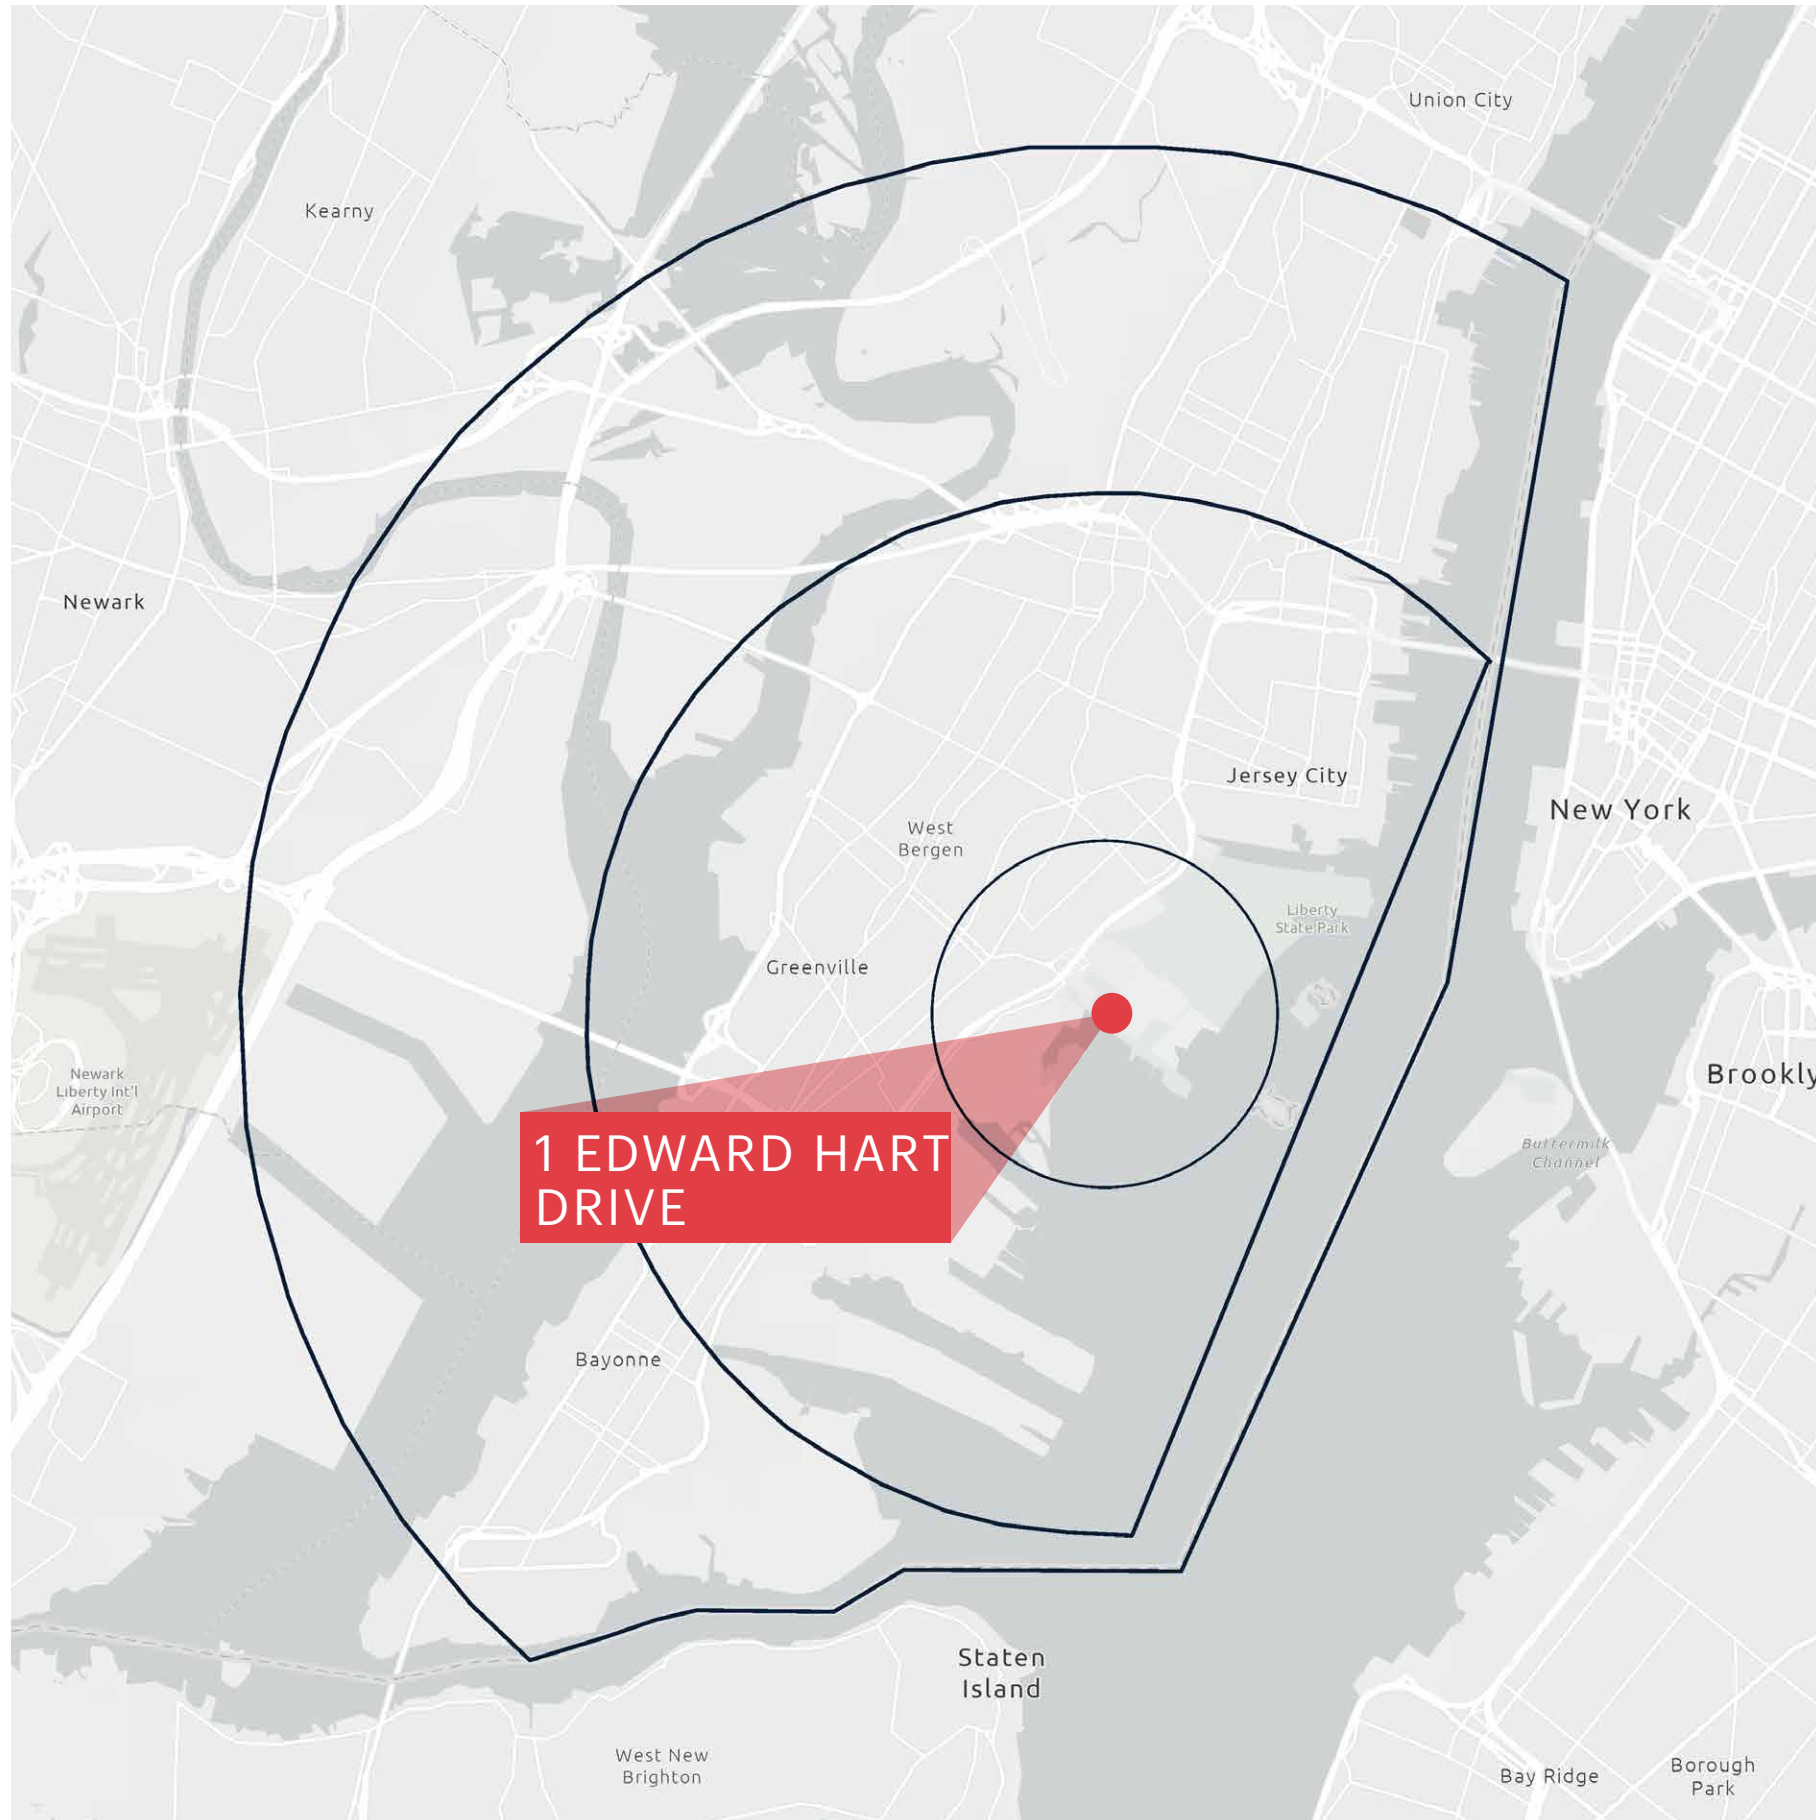 Union City
Kearny
Newark
Jersey City
New York
West
Bergen
Liberty
State Park
Greenville
Newark
Liberty Int'l
Airport
Brookly
1 EDWARD HART
DRIVE
Buttermilk
Channel
Bayonne
Staten
Island
West New
Brighton
Bay Ridge
Borough
Park